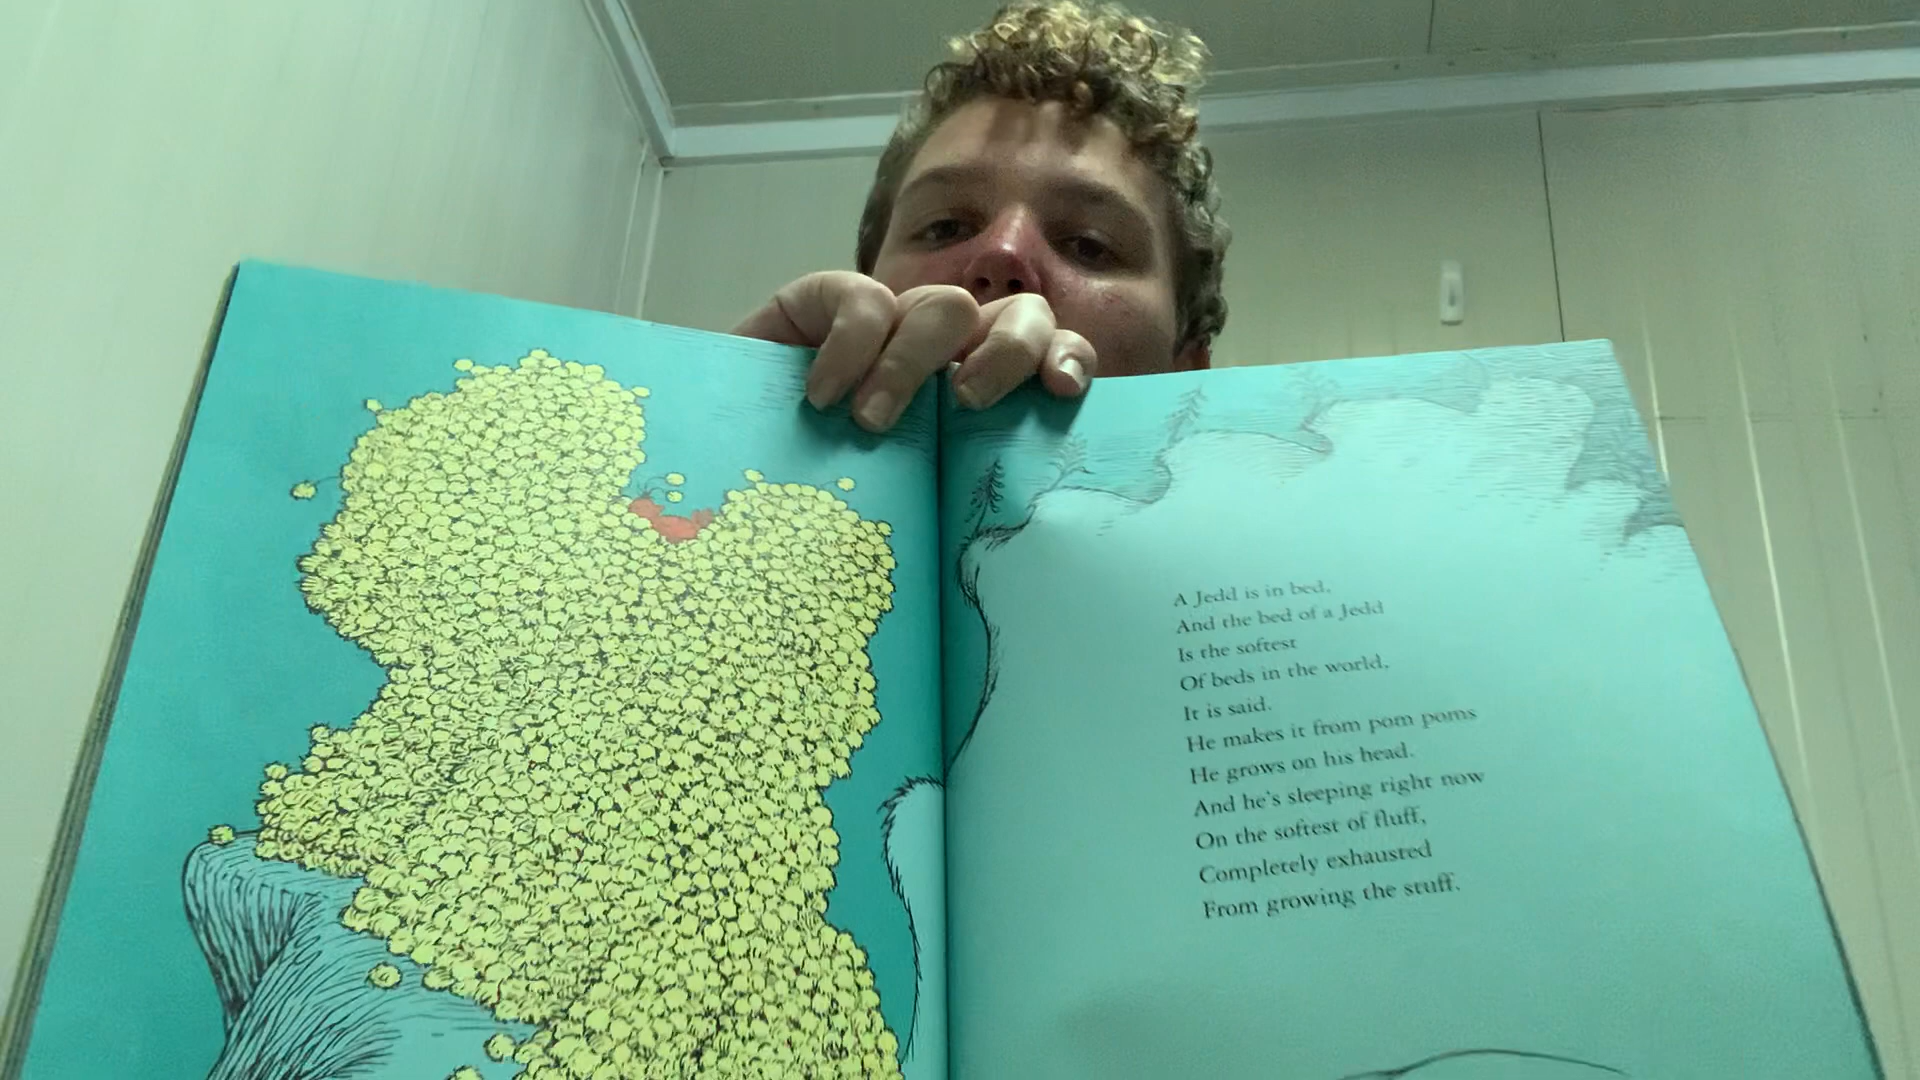 A Jedd is in bed,
And the bed of a Jedd
Is the softest
Of beds in the world,
It is said.
He makes it from pom poms
He grows on his head.
And he's sleeping right now
On the softest of fluff,
Completely exhausted
From growing the stuff.